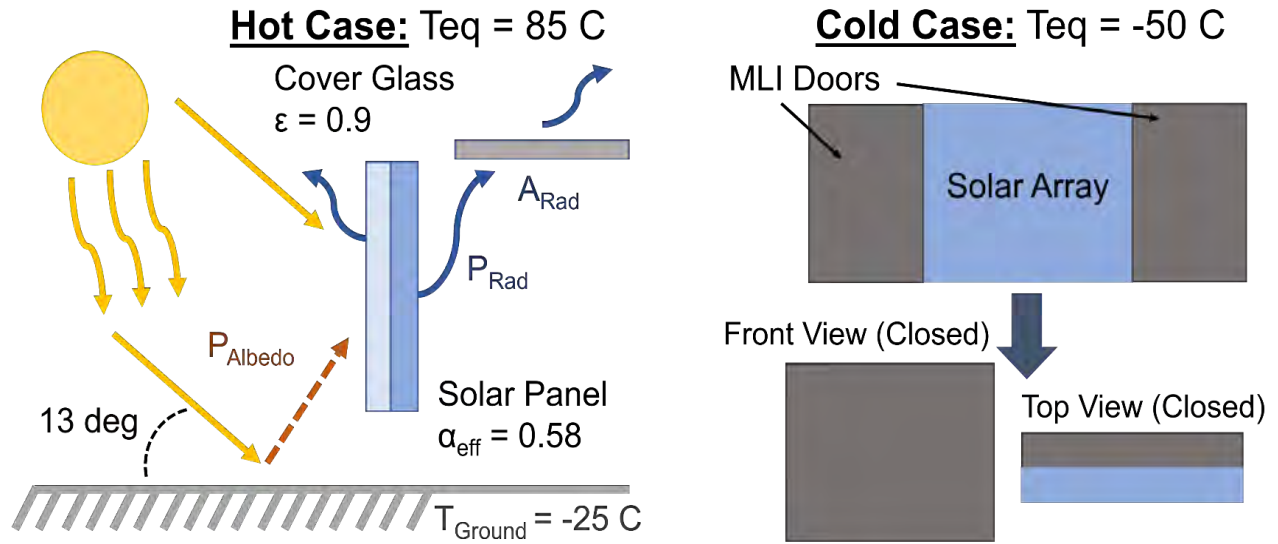 Hot Case: Teq = 85 C
Cover Glass
ε = 0.9
A_Rad
P_Rad
P_Albedo
13 deg
Solar Panel
α_eff = 0.58
T_Ground = -25 C
Cold Case: Teq = -50 C
MLI Doors
Solar Array
Front View (Closed)
Top View (Closed)